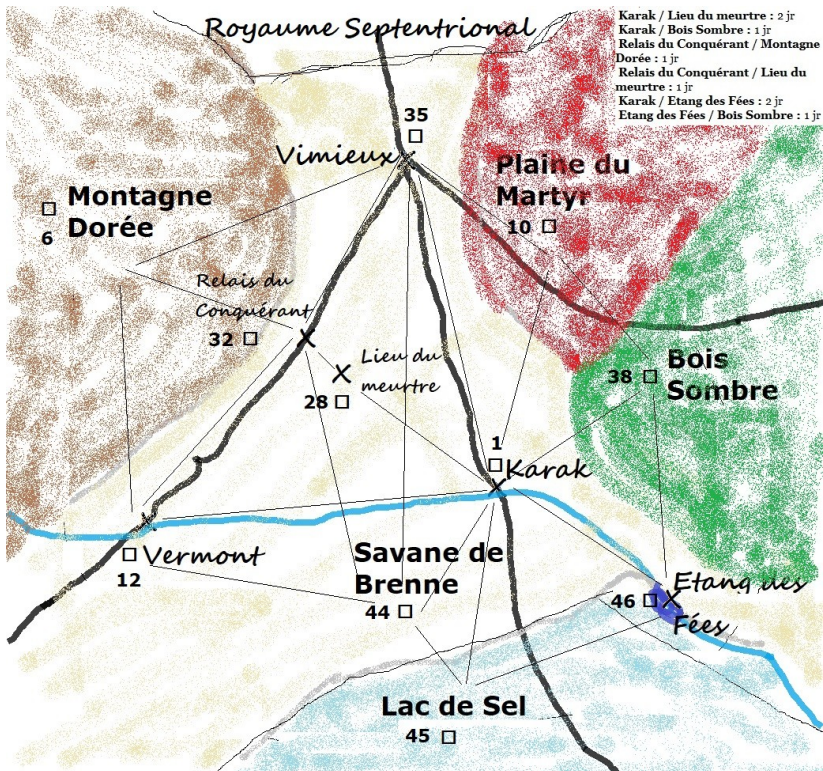 Royaume Septentrional
Karak / Lieu du meurtre : 2 jr
Karak / Bois Sombre : 1 jr
Relais du Conquérant / Montagne
Dorée : 1 jr
Relais du Conquérant / Lieu du
meurtre : 1 jr
Karak / Etang des Fées : 2 jr
Etang des Fées / Bois Sombre : 1 jr
35
Vimieux
Plaine du
Martyr
10
Montagne
Dorée
6
Relais du
Conquérant
32
Lieu du
meurtre
28
Bois
Sombre
38
1
Karak
Vermont
12
Savane de
Brenne
44
Etang des
Fées
46
Lac de Sel
45